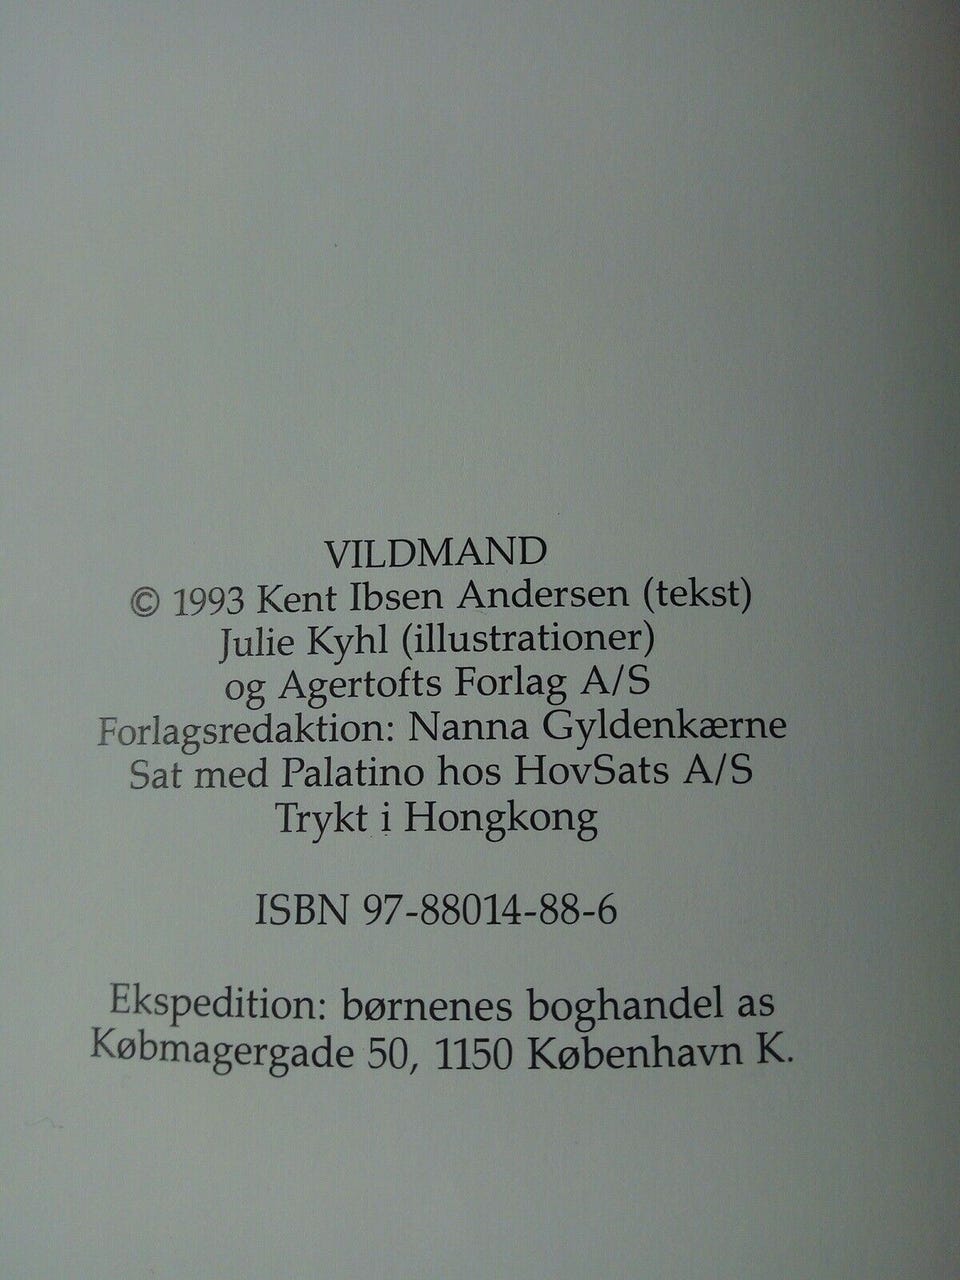 VILDMAND
© 1993 Kent Ibsen Andersen (tekst)
Julie Kyhl (illustrationer)
og Agertofts Forlag A/S
Forlagsredaktion: Nanna Gyldenkærne
Sat med Palatino hos HovSats A/S
Trykt i Hongkong
ISBN 97-88014-88-6
Ekspedition: børnenes boghandel as
Købmagergade 50, 1150 København K.